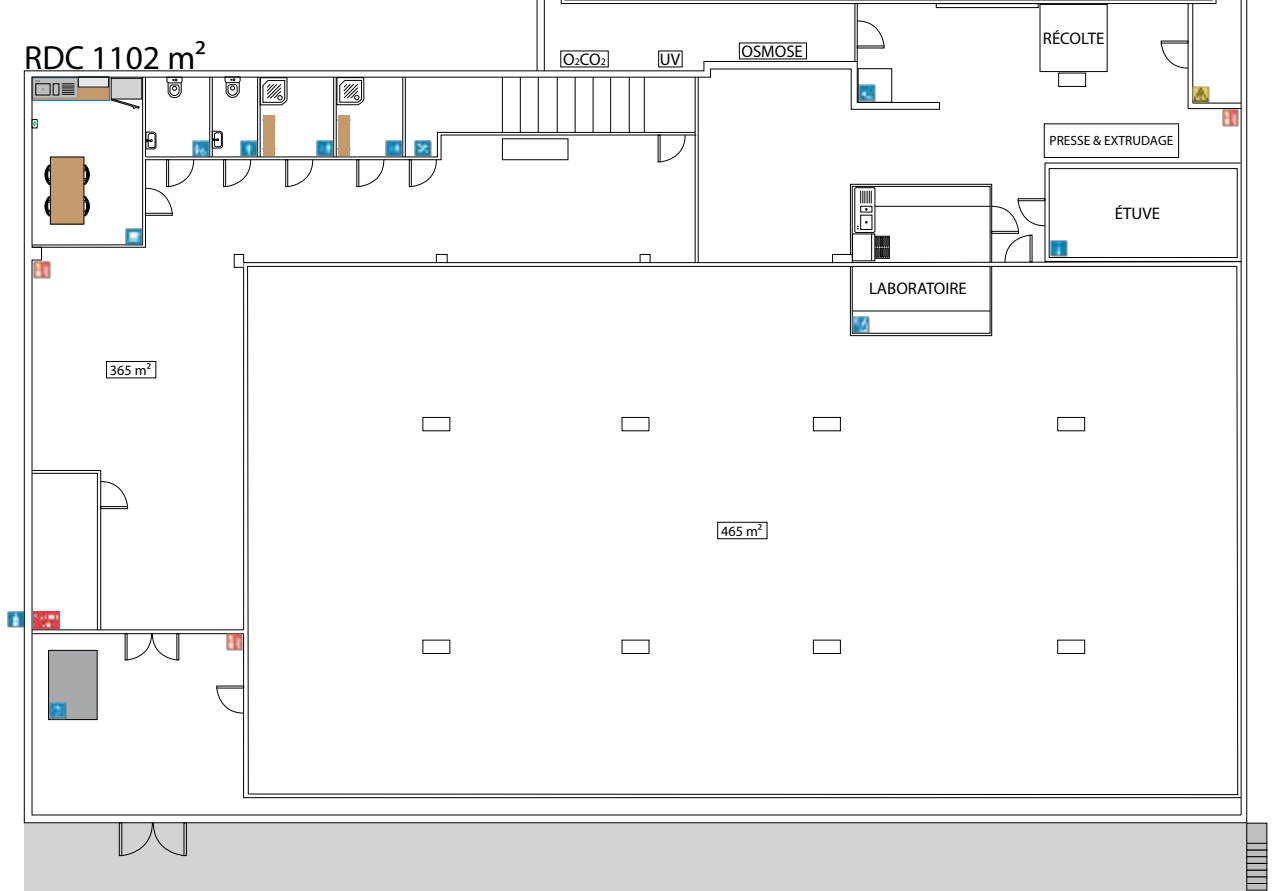 RDC 1102 m²
O₂CO₂
UV
OSMOSE
RÉCOLTE
PRESSE & EXTRUDAGE
ÉTUVE
LABORATOIRE
365 m²
465 m²